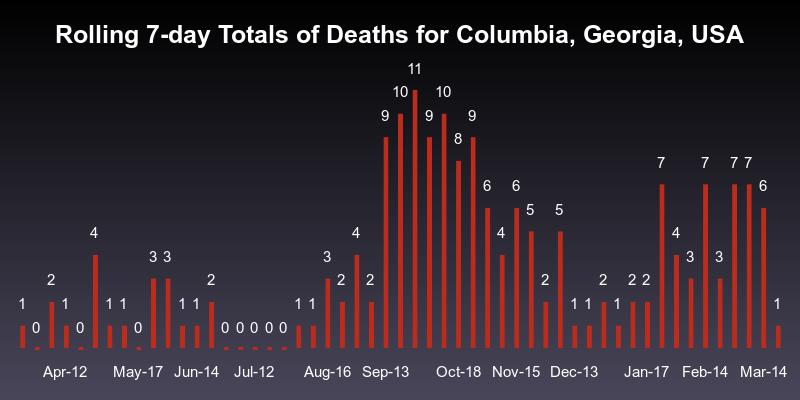 Rolling 7-day Totals of Deaths for Columbia, Georgia, USA
1 0 2 1 0 4 1 1 0 3 3 1 1 2 0 0 0 0 0 1 1 3 2 4 2 9 10 11 9 10 8 9 6 4 6 5 2 5 1 1 2 1 2 2 7 4 3 7 3 7 7 6 1
Apr-12 May-17 Jun-14 Jul-12 Aug-16 Sep-13 Oct-18 Nov-15 Dec-13 Jan-17 Feb-14 Mar-14